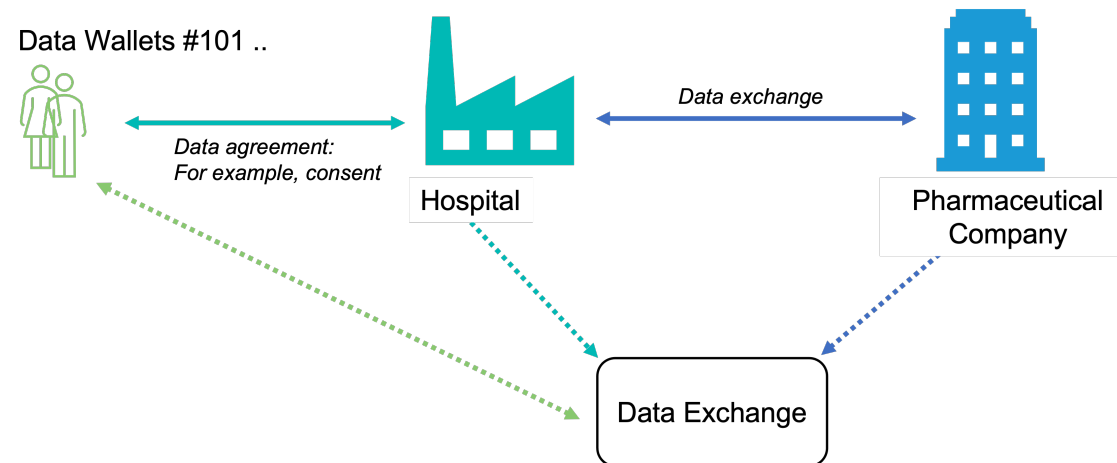 Data Wallets #101 ..
Data agreement:
For example, consent
Data exchange
Hospital
Pharmaceutical
Company
Data Exchange